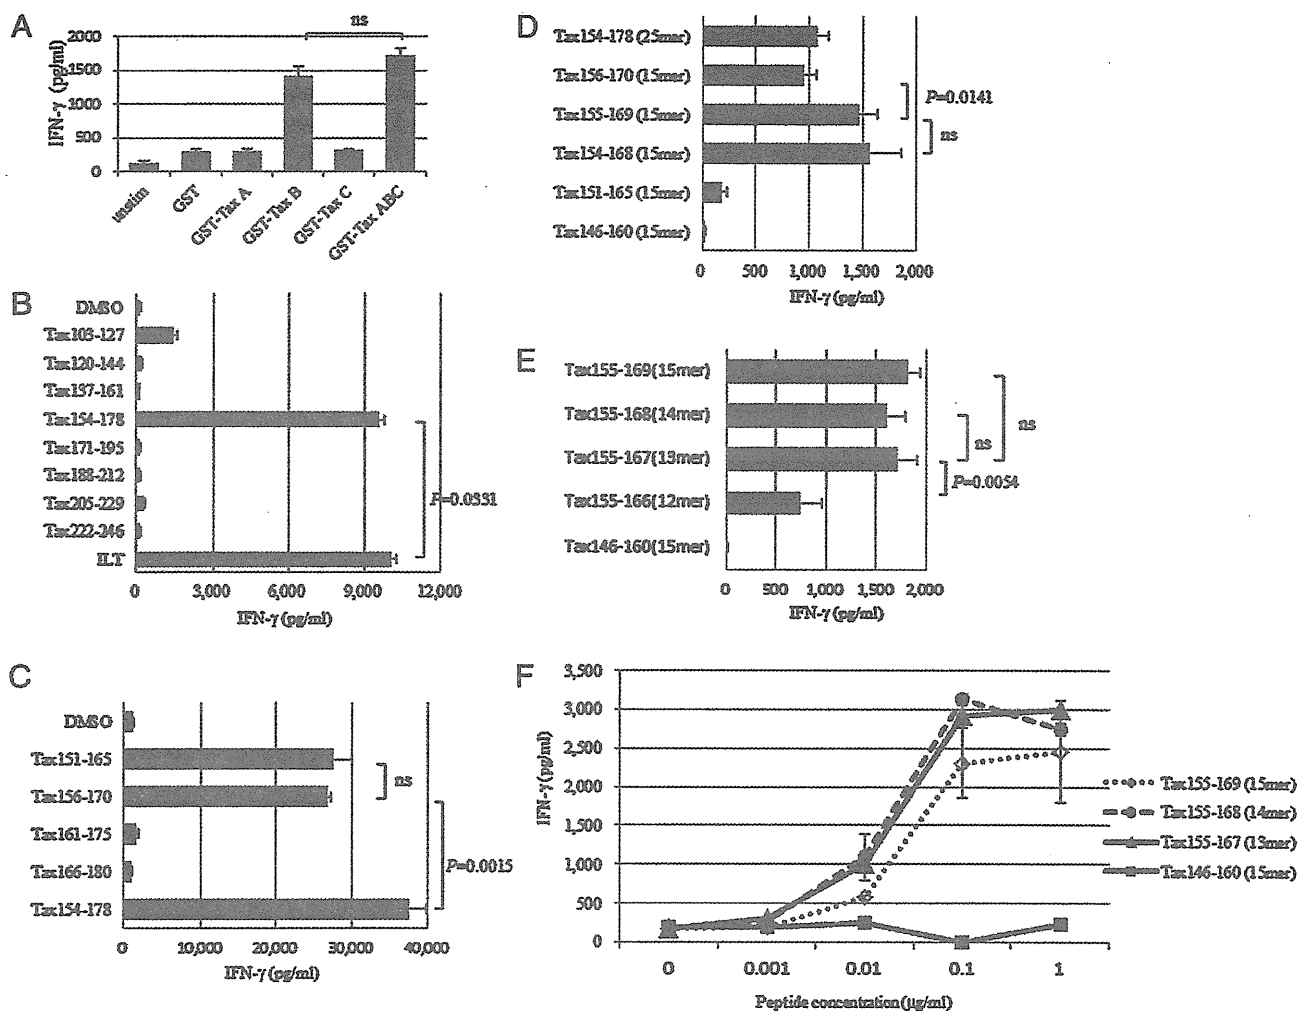 A
ns
IFN-γ (pg/ml)
2000
1500
1000
500
0
unstim
GST
GST-Tax A
GST-Tax B
GST-Tax C
GST-Tax ABC
B
DMSO
Tax103-127
Tax120-144
Tax137-161
Tax154-178
Tax171-195
Tax188-212
Tax205-229
Tax222-246
ILT
P=0.0331
0 3,000 6,000 9,000 12,000
IFN-γ (pg/ml)
C
DMSO
Tax151-165
Tax156-170
Tax161-175
Tax166-180
Tax154-178
ns
P=0.0015
0 10,000 20,000 30,000 40,000
IFN-γ (pg/ml)
D
Tax154-178 (25mer)
Tax156-170 (15mer)
Tax155-169 (15mer)
Tax154-168 (15mer)
Tax151-165 (15mer)
Tax146-160 (15mer)
P=0.0141
ns
0 500 1,000 1,500 2,000
IFN-γ (pg/ml)
E
Tax155-169(15mer)
Tax155-168(14mer)
Tax155-167(13mer)
Tax155-166(12mer)
Tax146-160(15mer)
ns
ns
P=0.0054
0 500 1,000 1,500 2,000
IFN-γ (pg/ml)
F
IFN-γ (pg/ml)
3,500
3,000
2,500
2,000
1,500
1,000
500
0
0 0.001 0.01 0.1 1
Peptide concentration (μg/ml)
Tax155-169 (15mer)
Tax155-168 (14mer)
Tax155-167 (13mer)
Tax146-160 (15mer)